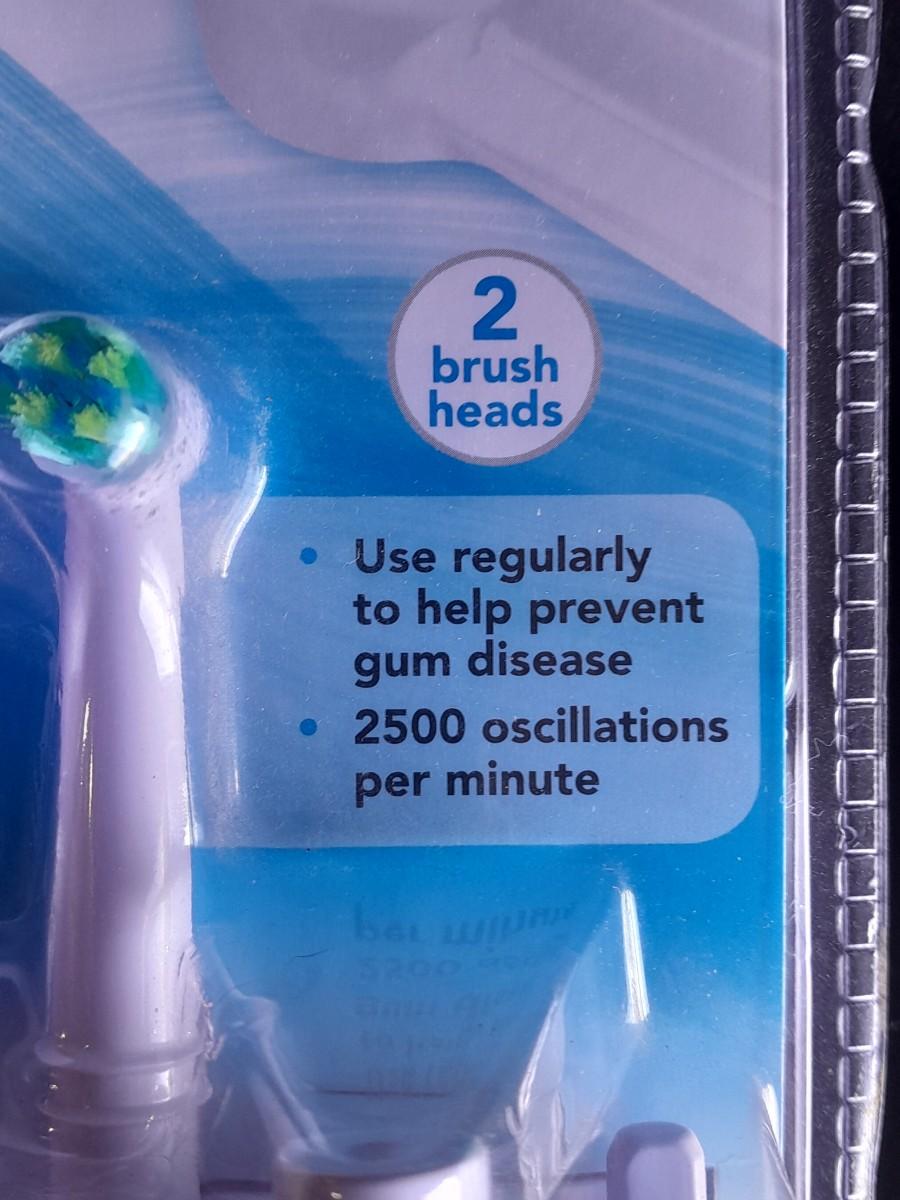 2
brush
heads
• Use regularly
to help prevent
gum disease
• 2500 oscillations
per minute